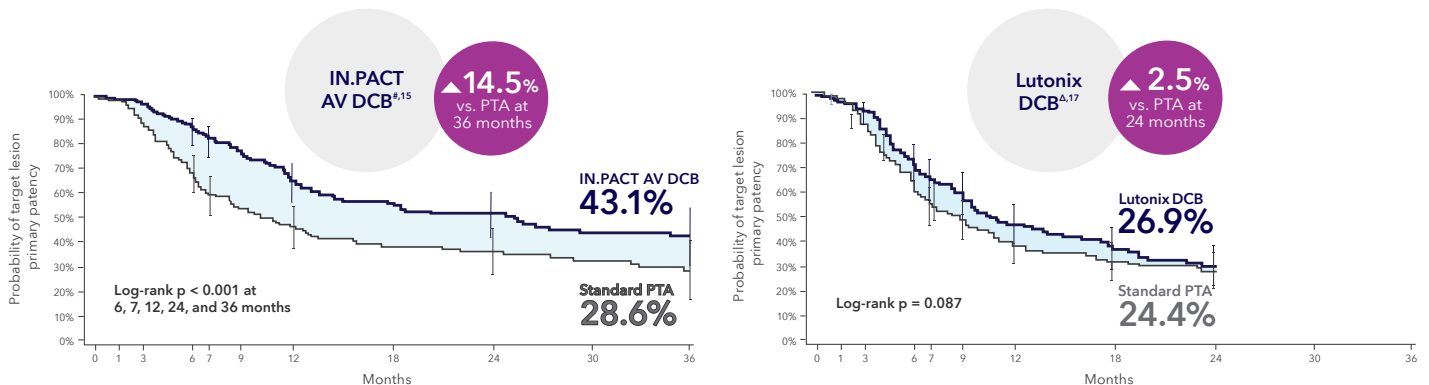 IN.PACT
AV DCB#,15
▲14.5%
vs. PTA at
36 months
Probability of target lesion
primary patency
100%
90%
80%
70%
60%
50%
40%
30%
20%
10%
0%
IN.PACT AV DCB
43.1%
Standard PTA
28.6%
Log-rank p < 0.001 at
6, 7, 12, 24, and 36 months
0 1 3 6 7 9 12 18 24 30 36
Months
Lutonix
DCBΔ,17
▲ 2.5%
vs. PTA at
24 months
Probability of target lesion
primary patency
100%
90%
80%
70%
60%
50%
40%
30%
20%
10%
0%
Lutonix DCB
26.9%
Standard PTA
24.4%
Log-rank p = 0.087
0 1 3 6 7 9 12 18 24 30 36
Months